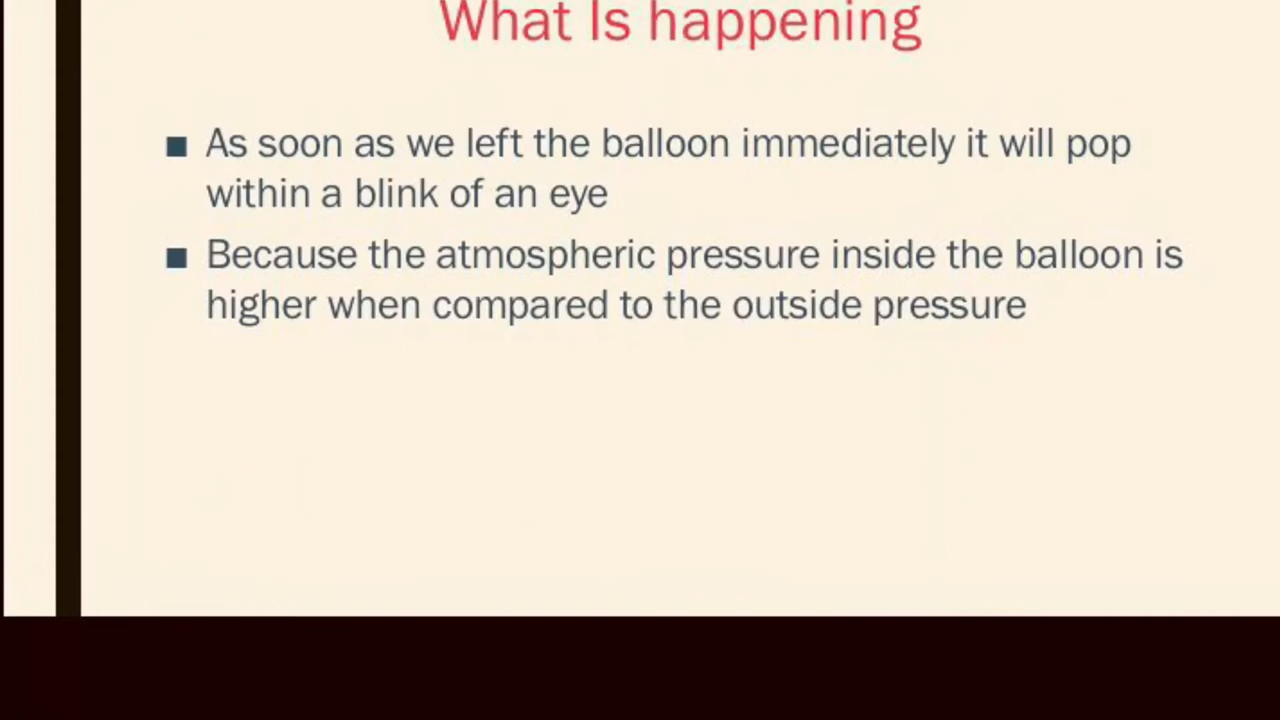 What Is happening
■ As soon as we left the balloon immediately it will pop
within a blink of an eye
■ Because the atmospheric pressure inside the balloon is
higher when compared to the outside pressure